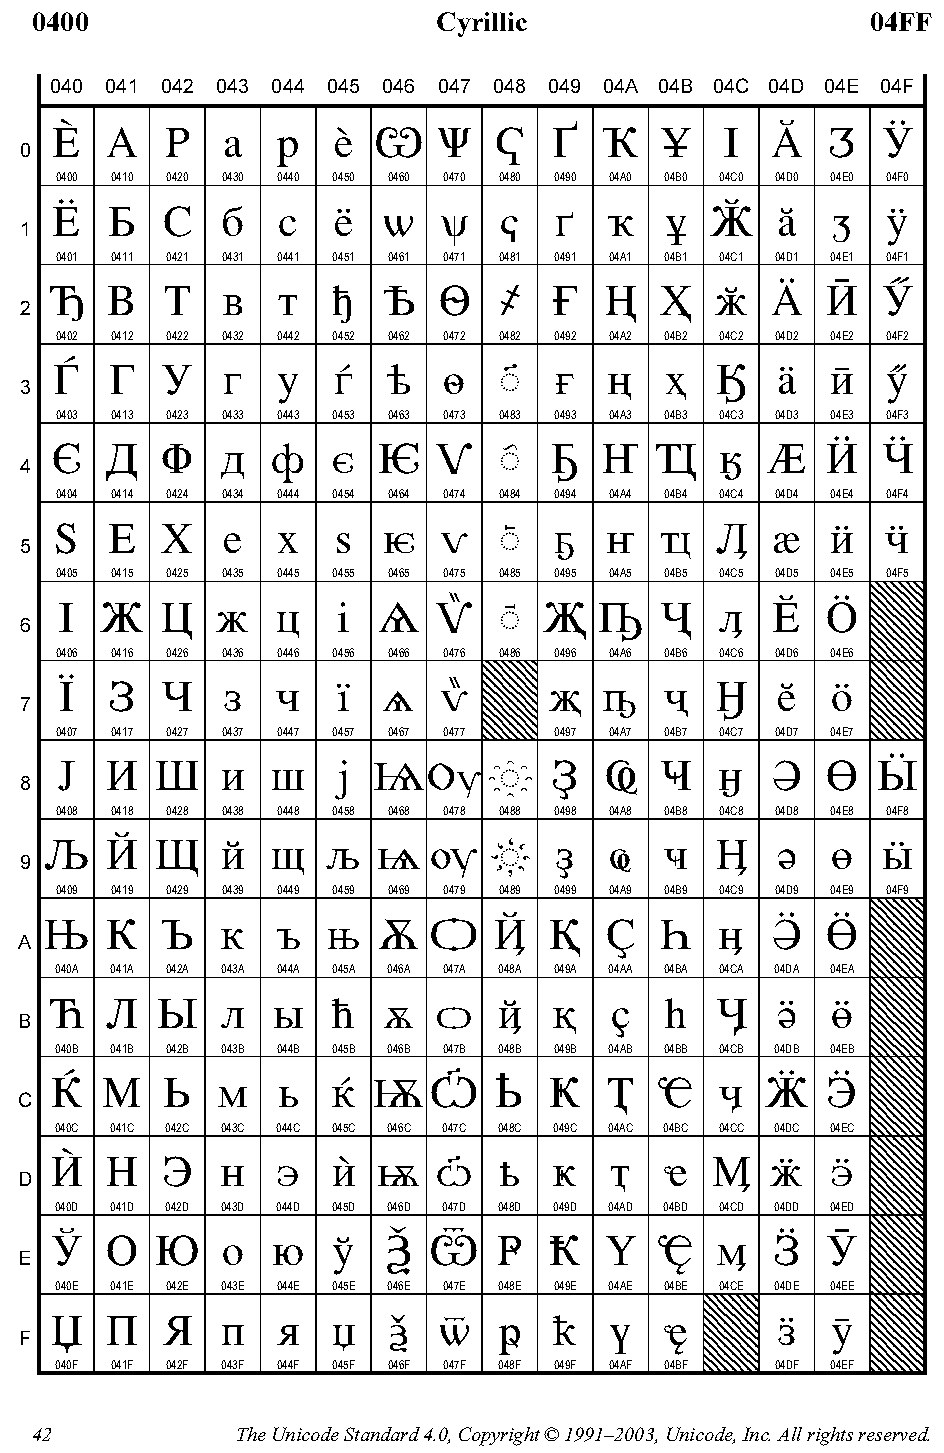 0400 Cyrillic 04FF
040 041 042 043 044 045 046 047 048 049 04A 04B 04C 04D 04E 04F
0 Ѐ А Р а р ѐ Ѡ Ѱ Ҁ Ґ Ҡ Ұ Ӏ Ӑ Ӡ Ӱ
0400 0410 0420 0430 0440 0450 0460 0470 0480 0490 04A0 04B0 04C0 04D0 04E0 04F0
1 Ё Б С б с ё ѡ ѱ ҁ ґ ҡ ұ Ӂ ӑ ӡ ӱ
0401 0411 0421 0431 0441 0451 0461 0471 0481 0491 04A1 04B1 04C1 04D1 04E1 04F1
2 Ђ В Т в т ђ Ѣ Ѳ ҂ Ғ Ң Ҳ ӂ Ӓ Ӣ Ӳ
0402 0412 0422 0432 0442 0452 0462 0472 0482 0492 04A2 04B2 04C2 04D2 04E2 04F2
3 Ѓ Г У г у ѓ ѣ ѳ ◌҃ ғ ң ҳ Ӄ ӓ ӣ ӳ
0403 0413 0423 0433 0443 0453 0463 0473 0483 0493 04A3 04B3 04C3 04D3 04E3 04F3
4 Є Д Ф д ф є Ѥ Ѵ ◌҄ Ҕ Ҥ Ҵ ӄ Ӕ Ӥ Ӵ
0404 0414 0424 0434 0444 0454 0464 0474 0484 0494 04A4 04B4 04C4 04D4 04E4 04F4
5 Ѕ Е Х е х ѕ ѥ ѵ ◌҅ ҕ ҥ ҵ Ӆ ӕ ӥ ӵ
0405 0415 0425 0435 0445 0455 0465 0475 0485 0495 04A5 04B5 04C5 04D5 04E5 04F5
6 І Ж Ц ж ц і Ѧ Ѷ ◌҆ Җ Ҧ Ҷ ӆ Ӗ Ӧ
0406 0416 0426 0436 0446 0456 0466 0476 0486 0496 04A6 04B6 04C6 04D6 04E6
7 Ї З Ч з ч ї ѧ ѷ җ ҧ ҷ Ӈ ӗ ӧ
0407 0417 0427 0437 0447 0457 0467 0477 0497 04A7 04B7 04C7 04D7 04E7
8 Ј И Ш и ш ј Ѩ Ѹ ◌҈ Ҙ Ҩ Ҹ ӈ Ә Ө Ӹ
0408 0418 0428 0438 0448 0458 0468 0478 0488 0498 04A8 04B8 04C8 04D8 04E8 04F8
9 Љ Й Щ й щ љ ѩ ѹ ◌҉ ҙ ҩ ҹ Ӊ ә ө ӹ
0409 0419 0429 0439 0449 0459 0469 0479 0489 0499 04A9 04B9 04C9 04D9 04E9 04F9
A Њ К Ъ к ъ њ Ѫ Ѻ Ҋ Қ Ҫ Һ ӊ Ӛ Ӫ
040A 041A 042A 043A 044A 045A 046A 047A 048A 049A 04AA 04BA 04CA 04DA 04EA
B Ћ Л Ы л ы ћ ѫ ѻ ҋ қ ҫ һ Ӌ ӛ ӫ
040B 041B 042B 043B 044B 045B 046B 047B 048B 049B 04AB 04BB 04CB 04DB 04EB
C Ќ М Ь м ь ќ Ѭ Ѽ Ҍ Ҝ Ҭ Ҽ ӌ Ӝ Ӭ
040C 041C 042C 043C 044C 045C 046C 047C 048C 049C 04AC 04BC 04CC 04DC 04EC
D Ѝ Н Э н э ѝ ѭ ѽ ҍ ҝ ҭ ҽ Ӎ ӝ ӭ
040D 041D 042D 043D 044D 045D 046D 047D 048D 049D 04AD 04BD 04CD 04DD 04ED
E Ў О Ю о ю ў Ѯ Ѿ Ҏ Ҟ Ү Ҿ ӎ Ӟ Ӯ
040E 041E 042E 043E 044E 045E 046E 047E 048E 049E 04AE 04BE 04CE 04DE 04EE
F Џ П Я п я џ ѯ ѿ ҏ ҟ ү ҿ ӟ ӯ
040F 041F 042F 043F 044F 045F 046F 047F 048F 049F 04AF 04BF 04DF 04EF
42 The Unicode Standard 4.0, Copyright © 1991–2003, Unicode, Inc. All rights reserved.